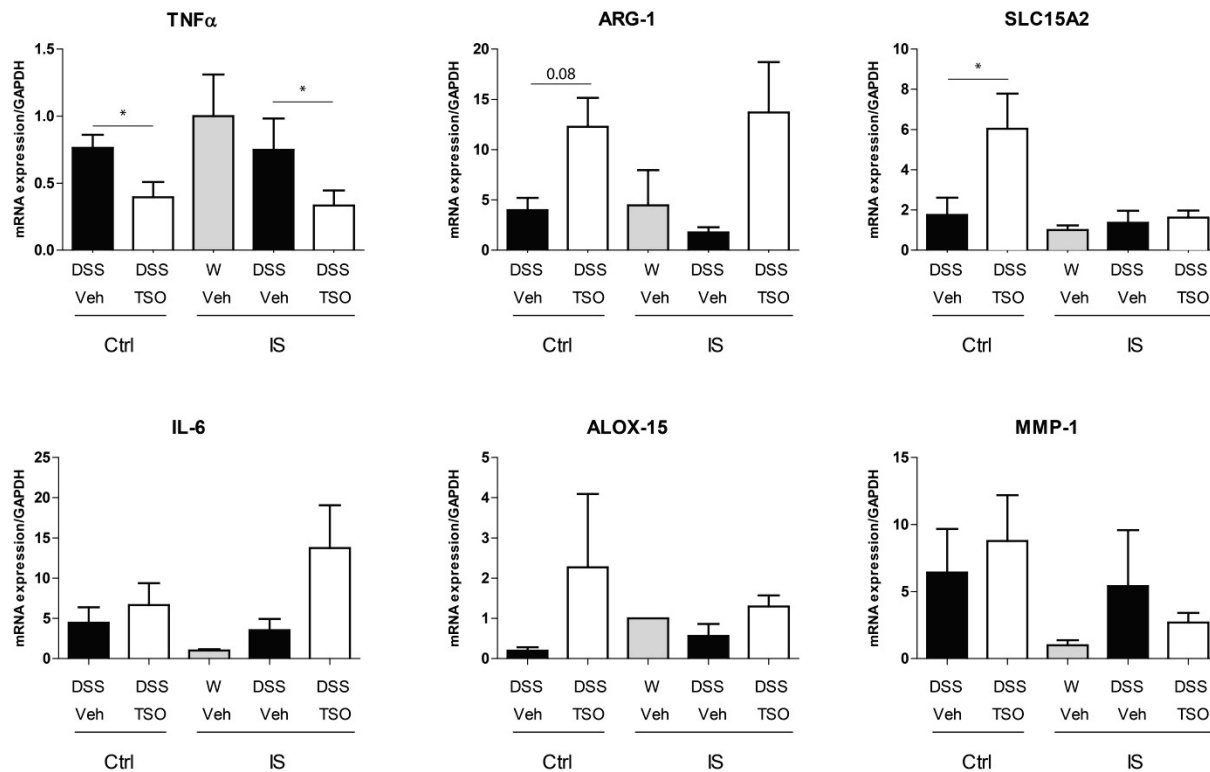 TNFα
mRNA expression/GAPDH
1.5
1.0
0.5
0.0
*
*
DSS DSS W DSS DSS
Veh TSO Veh Veh TSO
Ctrl IS
ARG-1
mRNA expression/GAPDH
20
15
10
5
0
0.08
DSS DSS W DSS DSS
Veh TSO Veh Veh TSO
Ctrl IS
SLC15A2
mRNA expression/GAPDH
10
8
6
4
2
0
*
DSS DSS W DSS DSS
Veh TSO Veh Veh TSO
Ctrl IS
IL-6
mRNA expression/GAPDH
25
20
15
10
5
0
DSS DSS W DSS DSS
Veh TSO Veh Veh TSO
Ctrl IS
ALOX-15
mRNA expression/GAPDH
5
4
3
2
1
0
DSS DSS W DSS DSS
Veh TSO Veh Veh TSO
Ctrl IS
MMP-1
mRNA expression/GAPDH
15
10
5
0
DSS DSS W DSS DSS
Veh TSO Veh Veh TSO
Ctrl IS